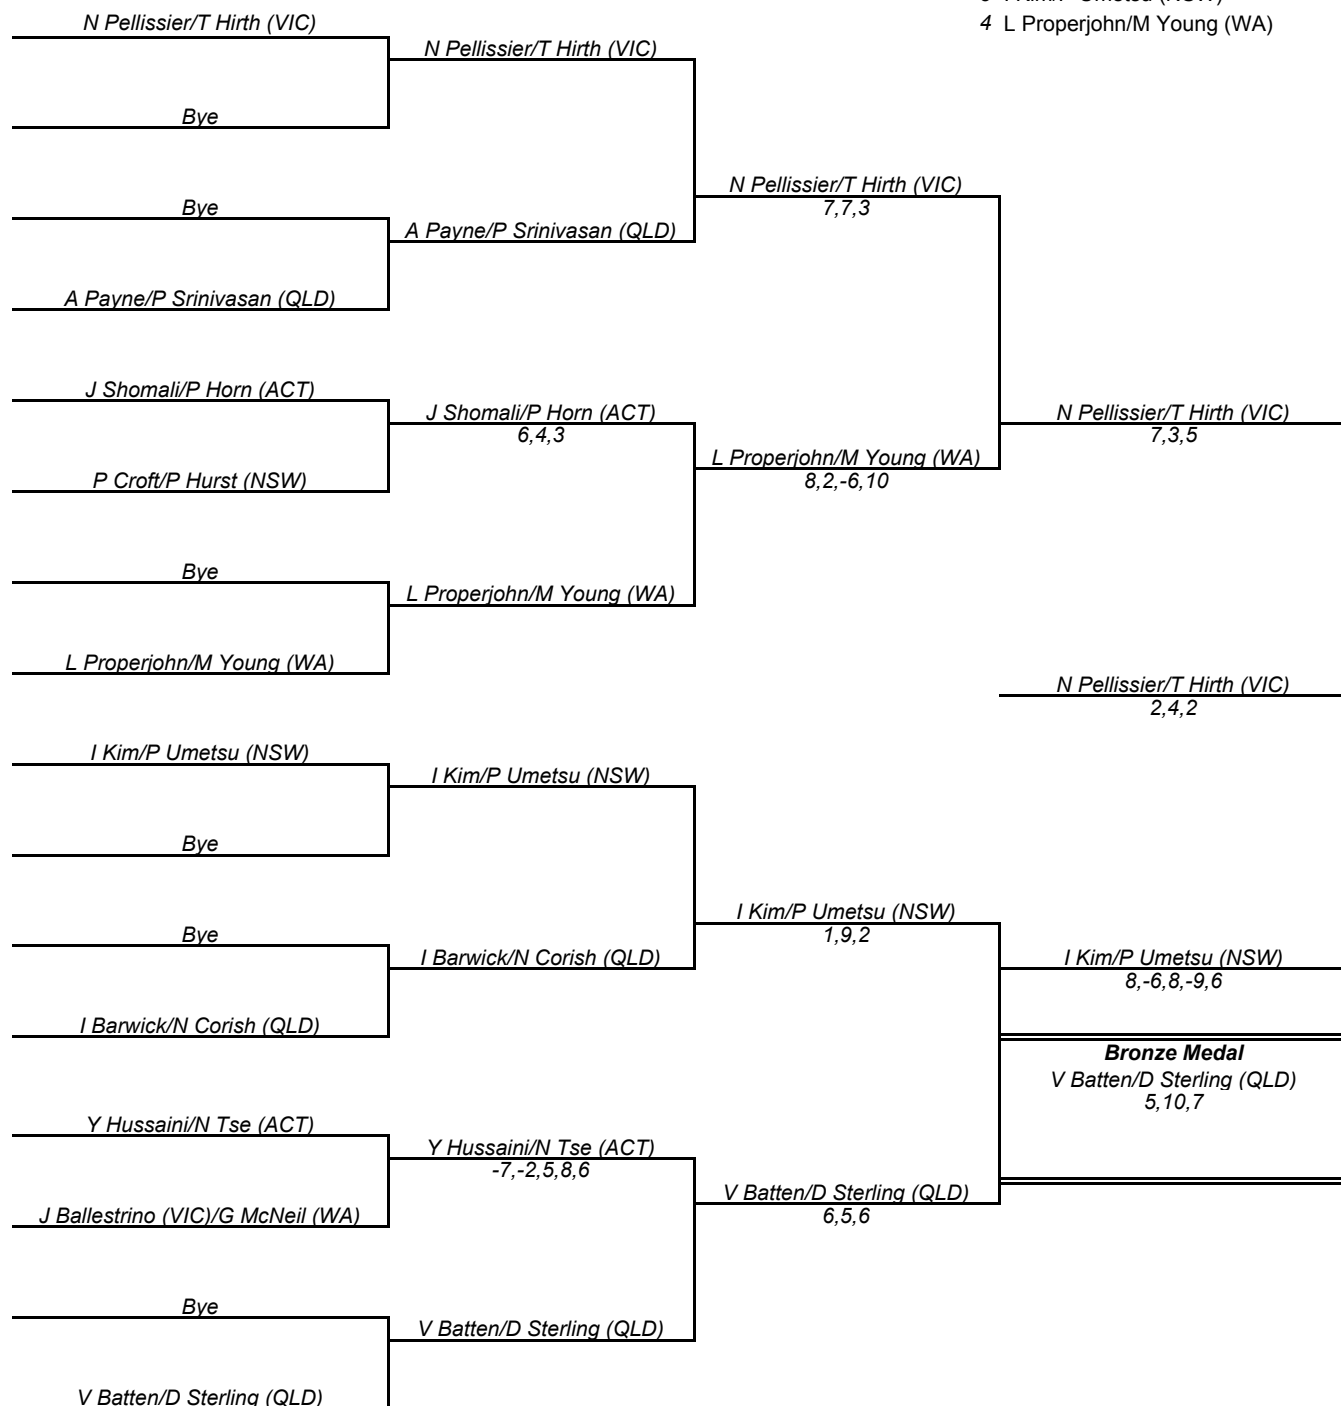 4 L Properjohn/M Young (WA)
N Pellissier/T Hirth (VIC)
N Pellissier/T Hirth (VIC)
Bye
N Pellissier/T Hirth (VIC)
7,7,3
Bye
A Payne/P Srinivasan (QLD)
A Payne/P Srinivasan (QLD)
J Shomali/P Horn (ACT)
J Shomali/P Horn (ACT)
6,4,3
N Pellissier/T Hirth (VIC)
7,3,5
L Properjohn/M Young (WA)
8,2,-6,10
P Croft/P Hurst (NSW)
Bye
L Properjohn/M Young (WA)
L Properjohn/M Young (WA)
N Pellissier/T Hirth (VIC)
2,4,2
I Kim/P Umetsu (NSW)
I Kim/P Umetsu (NSW)
Bye
I Kim/P Umetsu (NSW)
1,9,2
Bye
I Barwick/N Corish (QLD)
I Kim/P Umetsu (NSW)
8,-6,8,-9,6
I Barwick/N Corish (QLD)
Bronze Medal
V Batten/D Sterling (QLD)
5,10,7
Y Hussaini/N Tse (ACT)
Y Hussaini/N Tse (ACT)
-7,-2,5,8,6
V Batten/D Sterling (QLD)
6,5,6
J Ballestrino (VIC)/G McNeil (WA)
Bye
V Batten/D Sterling (QLD)
V Batten/D Sterling (QLD)